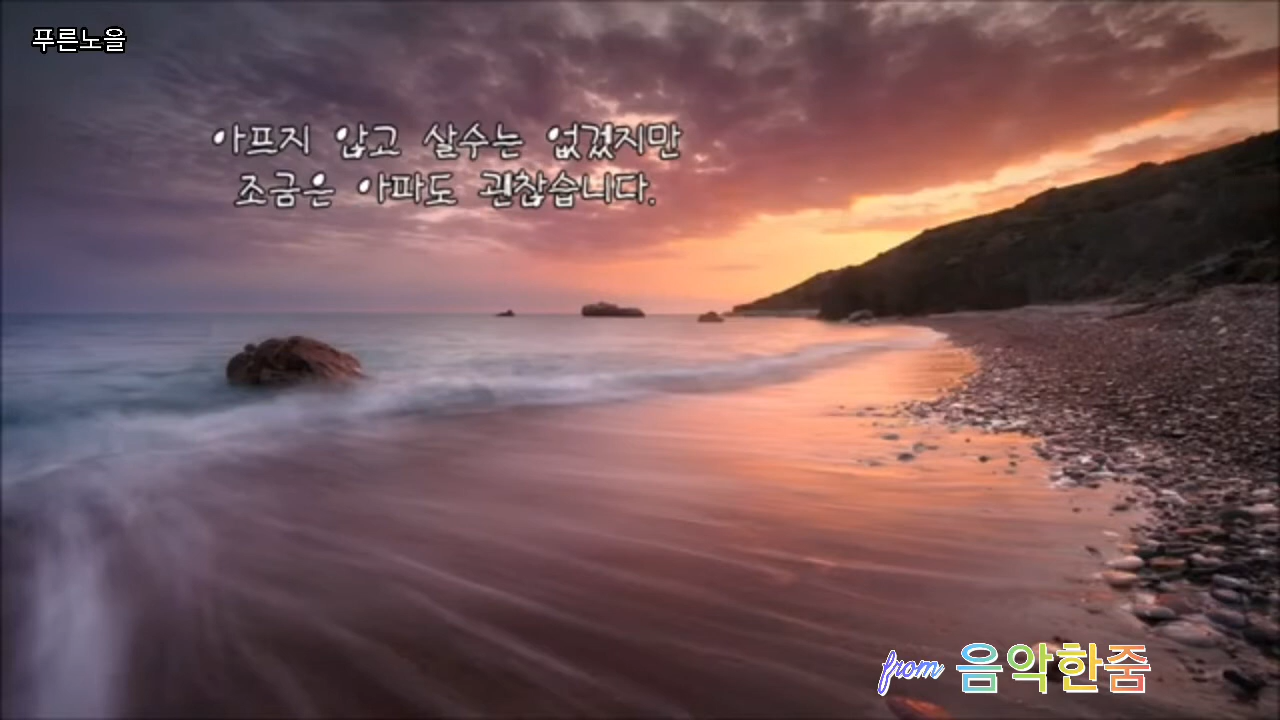 푸른노을
아프지 않고 살수는 없겠지만
조금은 아파도 괜찮습니다.
from 음악한줌